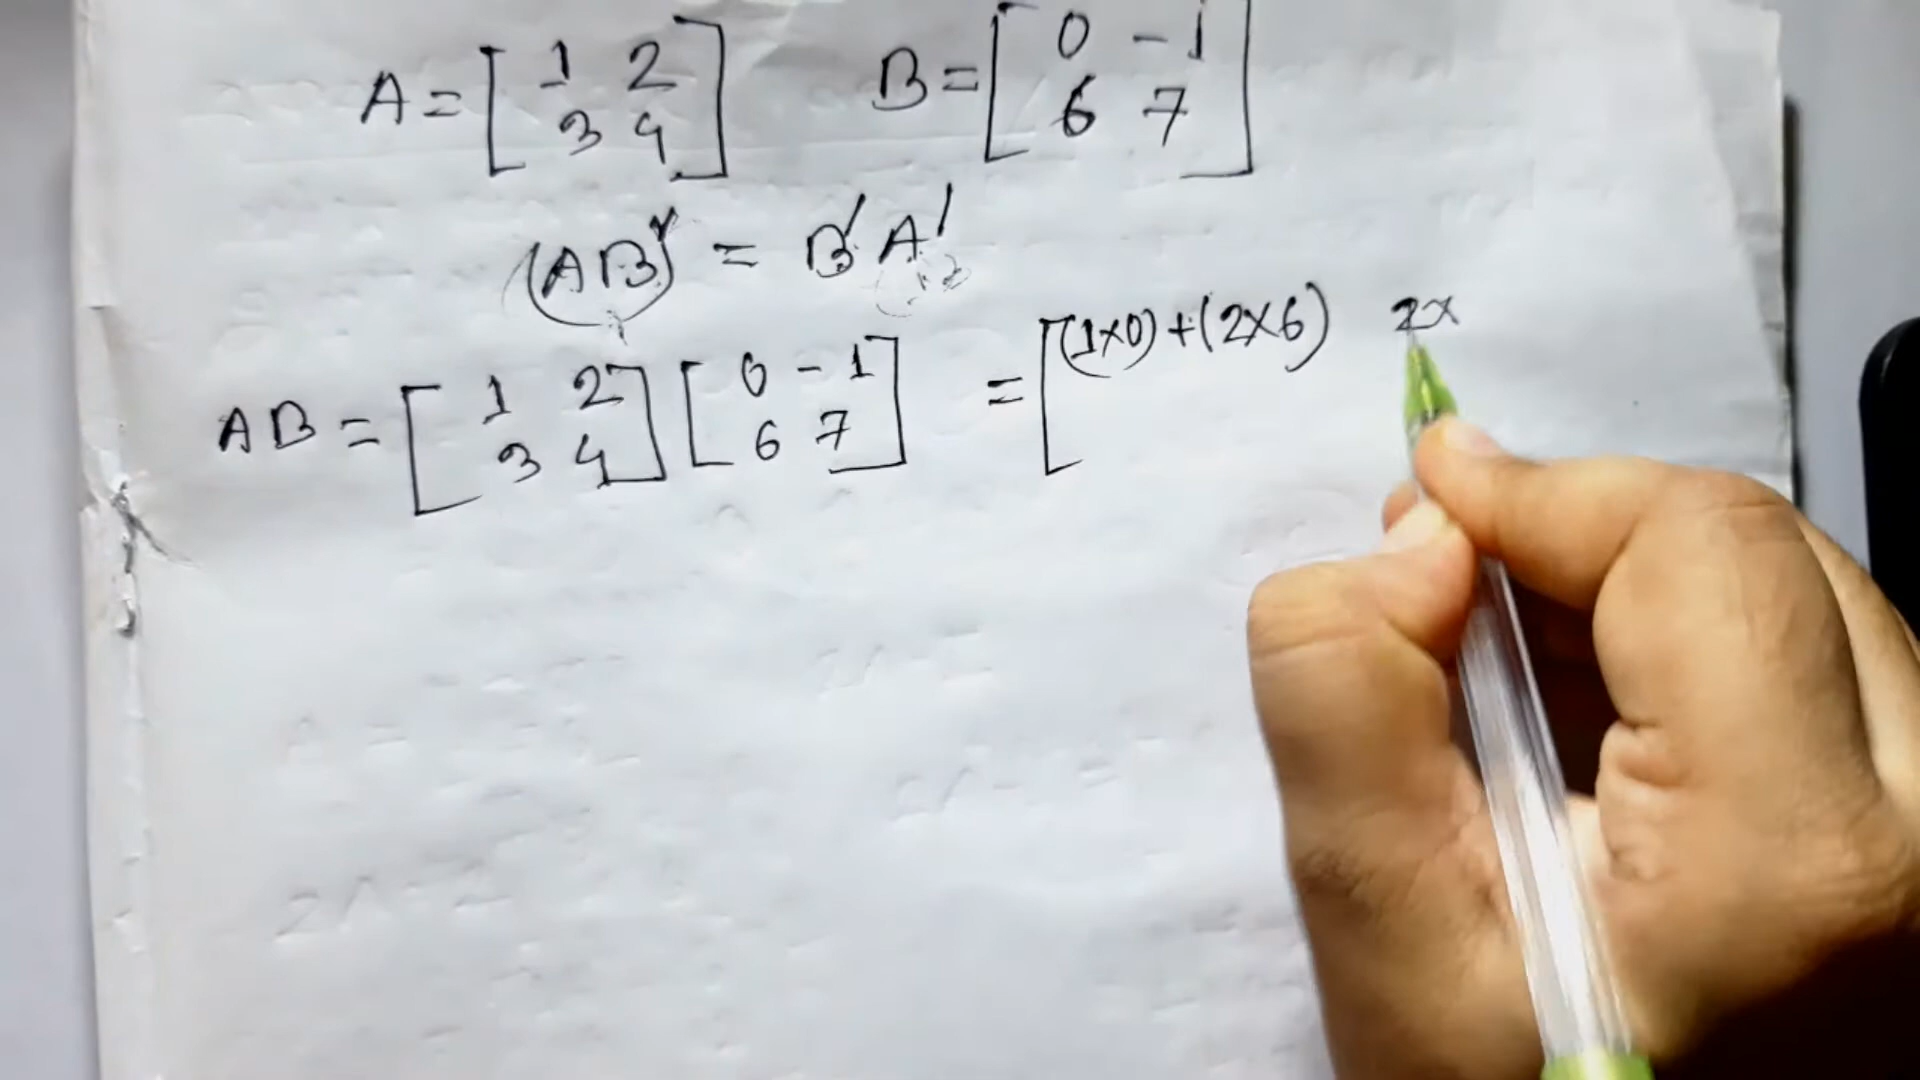 A = [ 1 2 ] B = [ 0 -1 ]
3 4 6 7
(AB)' = B'A'
AB = [ 1 2 ] [ 0 -1 ] = [ (1×0)+(2×6) 2×
3 4 6 7